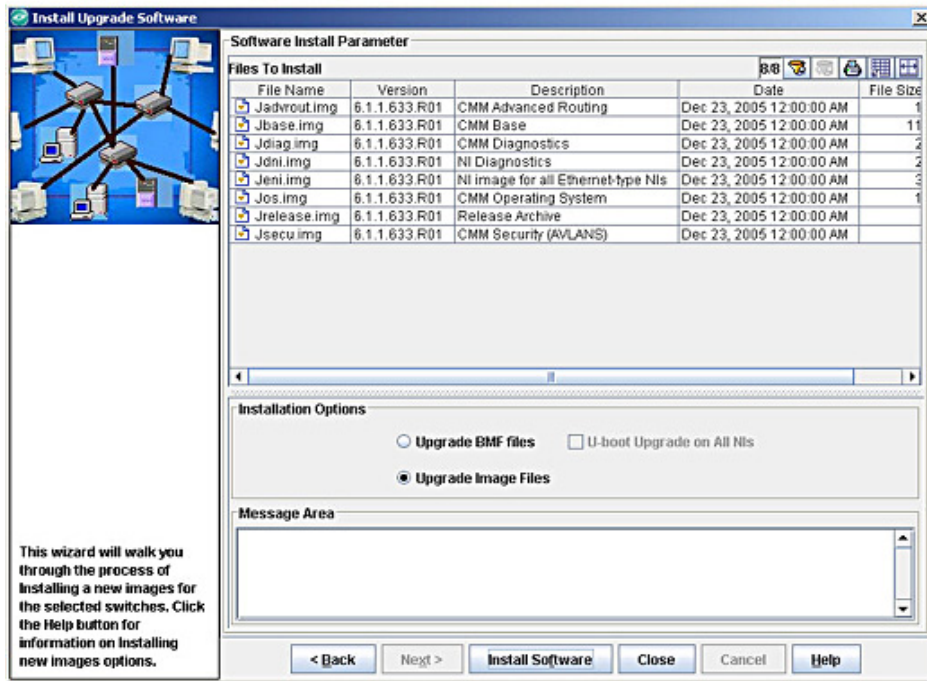 Install Upgrade Software
Software Install Parameter
Files To Install 8/8
File Name Version Description Date File Size
Jadvrout.img 6.1.1.633.R01 CMM Advanced Routing Dec 23, 2005 12:00:00 AM 1
Jbase.img 6.1.1.633.R01 CMM Base Dec 23, 2005 12:00:00 AM 11
Jdiag.img 6.1.1.633.R01 CMM Diagnostics Dec 23, 2005 12:00:00 AM 2
Jdni.img 6.1.1.633.R01 NI Diagnostics Dec 23, 2005 12:00:00 AM 2
Jeni.img 6.1.1.633.R01 NI image for all Ethernet-type NIs Dec 23, 2005 12:00:00 AM 3
Jos.img 6.1.1.633.R01 CMM Operating System Dec 23, 2005 12:00:00 AM 1
Jrelease.img 6.1.1.633.R01 Release Archive Dec 23, 2005 12:00:00 AM
Jsecu.img 6.1.1.633.R01 CMM Security (AVLANS) Dec 23, 2005 12:00:00 AM
Installation Options
Upgrade BMF files U-boot Upgrade on All NIs
Upgrade Image Files
Message Area
This wizard will walk you
through the process of
Installing a new images for
the selected switches. Click
the Help button for
information on Installing
new images options.
< Back Next > Install Software Close Cancel Help